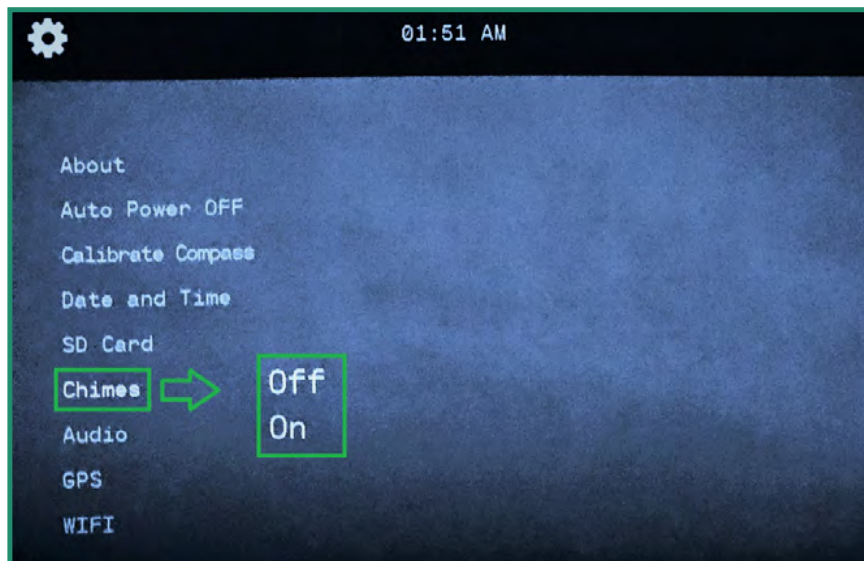 01:51 AM
About
Auto Power OFF
Calibrate Compass
Date and Time
SD Card
Chimes
Off
On
Audio
GPS
WIFI